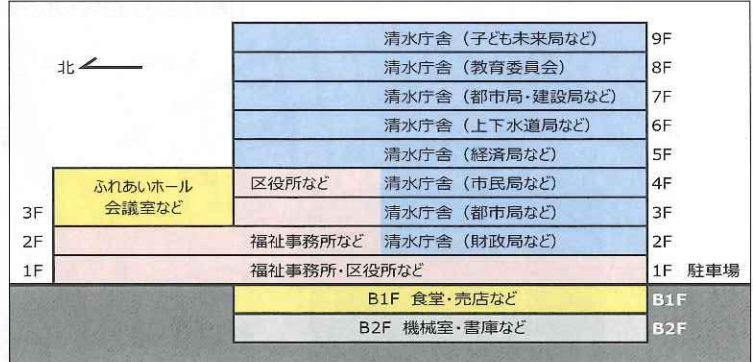 清水庁舎（子ども未来局など） 9F
北
清水庁舎（教育委員会） 8F
清水庁舎（都市局・建設局など） 7F
清水庁舎（上下水道局など） 6F
清水庁舎（経済局など） 5F
ふれあいホール
会議室など
区役所など 清水庁舎（市民局など） 4F
3F 清水庁舎（都市局など） 3F
2F 福祉事務所など 清水庁舎（財政局など） 2F
1F 福祉事務所・区役所など 1F 駐車場
B1F 食堂・売店など B1F
B2F 機械室・書庫など B2F